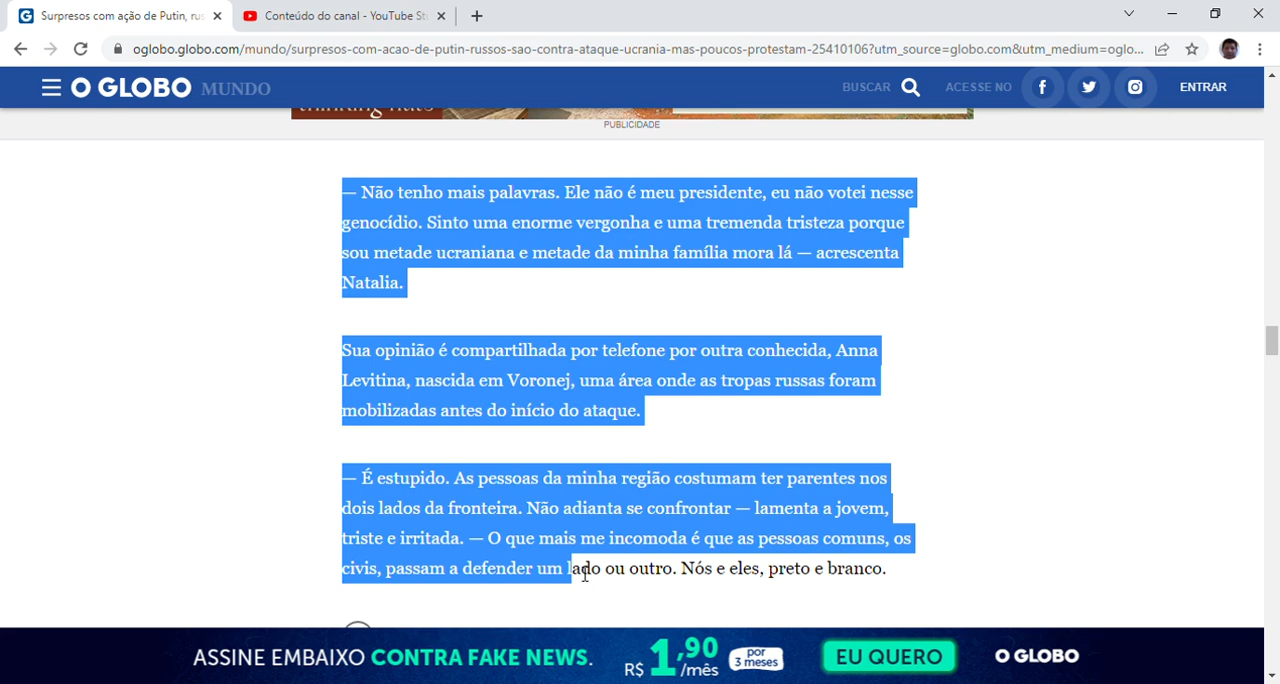 Surpresos com ação de Putin, rus
Conteúdo do canal - YouTube St
oglobo.globo.com/mundo/surpresos-com-acao-de-putin-russos-sao-contra-ataque-ucrania-mas-poucos-protestam-25410106?utm_source=globo.com&utm_medium=oglo...
O GLOBO MUNDO
BUSCAR
ACESSE NO
ENTRAR
PUBLICIDADE
— Não tenho mais palavras. Ele não é meu presidente, eu não votei nesse
genocídio. Sinto uma enorme vergonha e uma tremenda tristeza porque
sou metade ucraniana e metade da minha família mora lá — acrescenta
Natalia.
Sua opinião é compartilhada por telefone por outra conhecida, Anna
Levitina, nascida em Voronej, uma área onde as tropas russas foram
mobilizadas antes do início do ataque.
— É estupido. As pessoas da minha região costumam ter parentes nos
dois lados da fronteira. Não adianta se confrontar — lamenta a jovem,
triste e irritada. — O que mais me incomoda é que as pessoas comuns, os
civis, passam a defender um lado ou outro. Nós e eles, preto e branco.
ASSINE EMBAIXO CONTRA FAKE NEWS.
R$ 1,90 /mês
por
3 meses
EU QUERO
O GLOBO